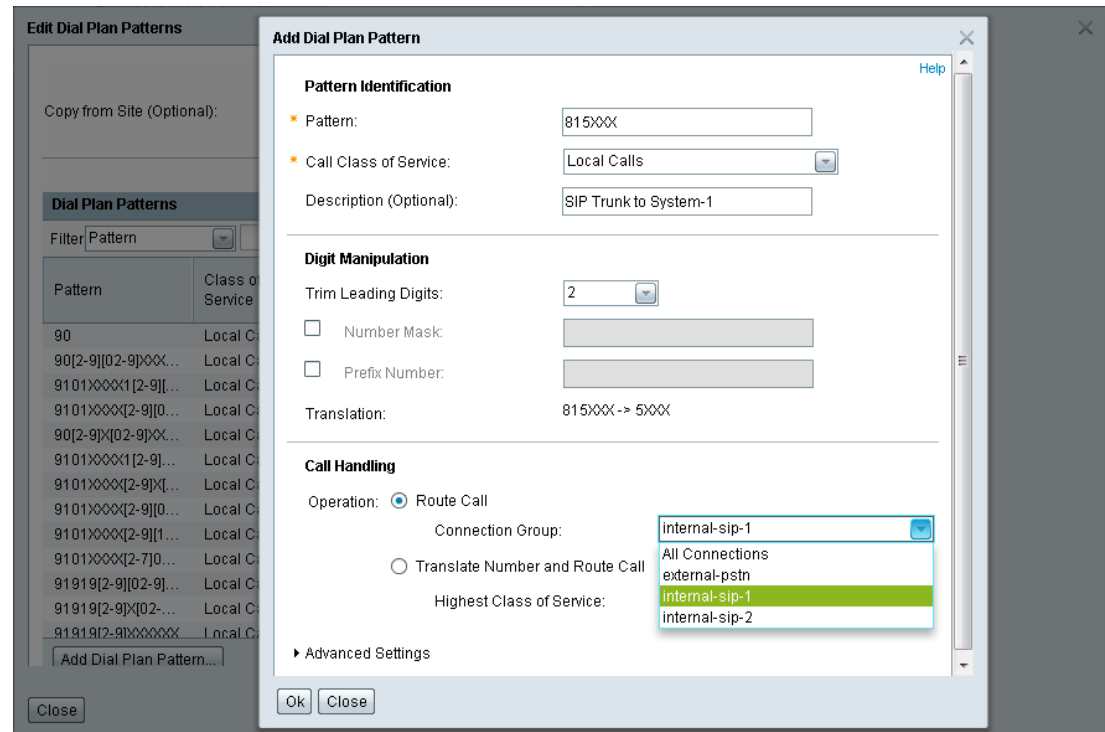 Edit Dial Plan Patterns
Copy from Site (Optional):
Dial Plan Patterns
Filter Pattern
Pattern
Class o
Service
90 Local C
90[2-9][02-9]XXX... Local C
9101XXXX1[2-9][... Local C
9101XXXX[2-9][0... Local C
90[2-9]X[02-9]XX... Local C
9101XXXX1[2-9]... Local C
9101XXXX[2-9]X[... Local C
9101XXXX[2-9][0... Local C
9101XXXX[2-9][1... Local C
9101XXXX[2-7]0... Local C
91919[2-9][02-9]... Local C
91919[2-9]X[02-... Local C
91919[2-9]XXXXXX Local C
Add Dial Plan Pattern...
Close
Add Dial Plan Pattern
Help
Pattern Identification
* Pattern: 815XXX
* Call Class of Service: Local Calls
Description (Optional): SIP Trunk to System-1
Digit Manipulation
Trim Leading Digits: 2
Number Mask:
Prefix Number:
Translation: 815XXX -> 5XXX
Call Handling
Operation: Route Call
Connection Group: internal-sip-1
All Connections
Translate Number and Route Call external-pstn
Highest Class of Service: internal-sip-1
internal-sip-2
Advanced Settings
Ok Close